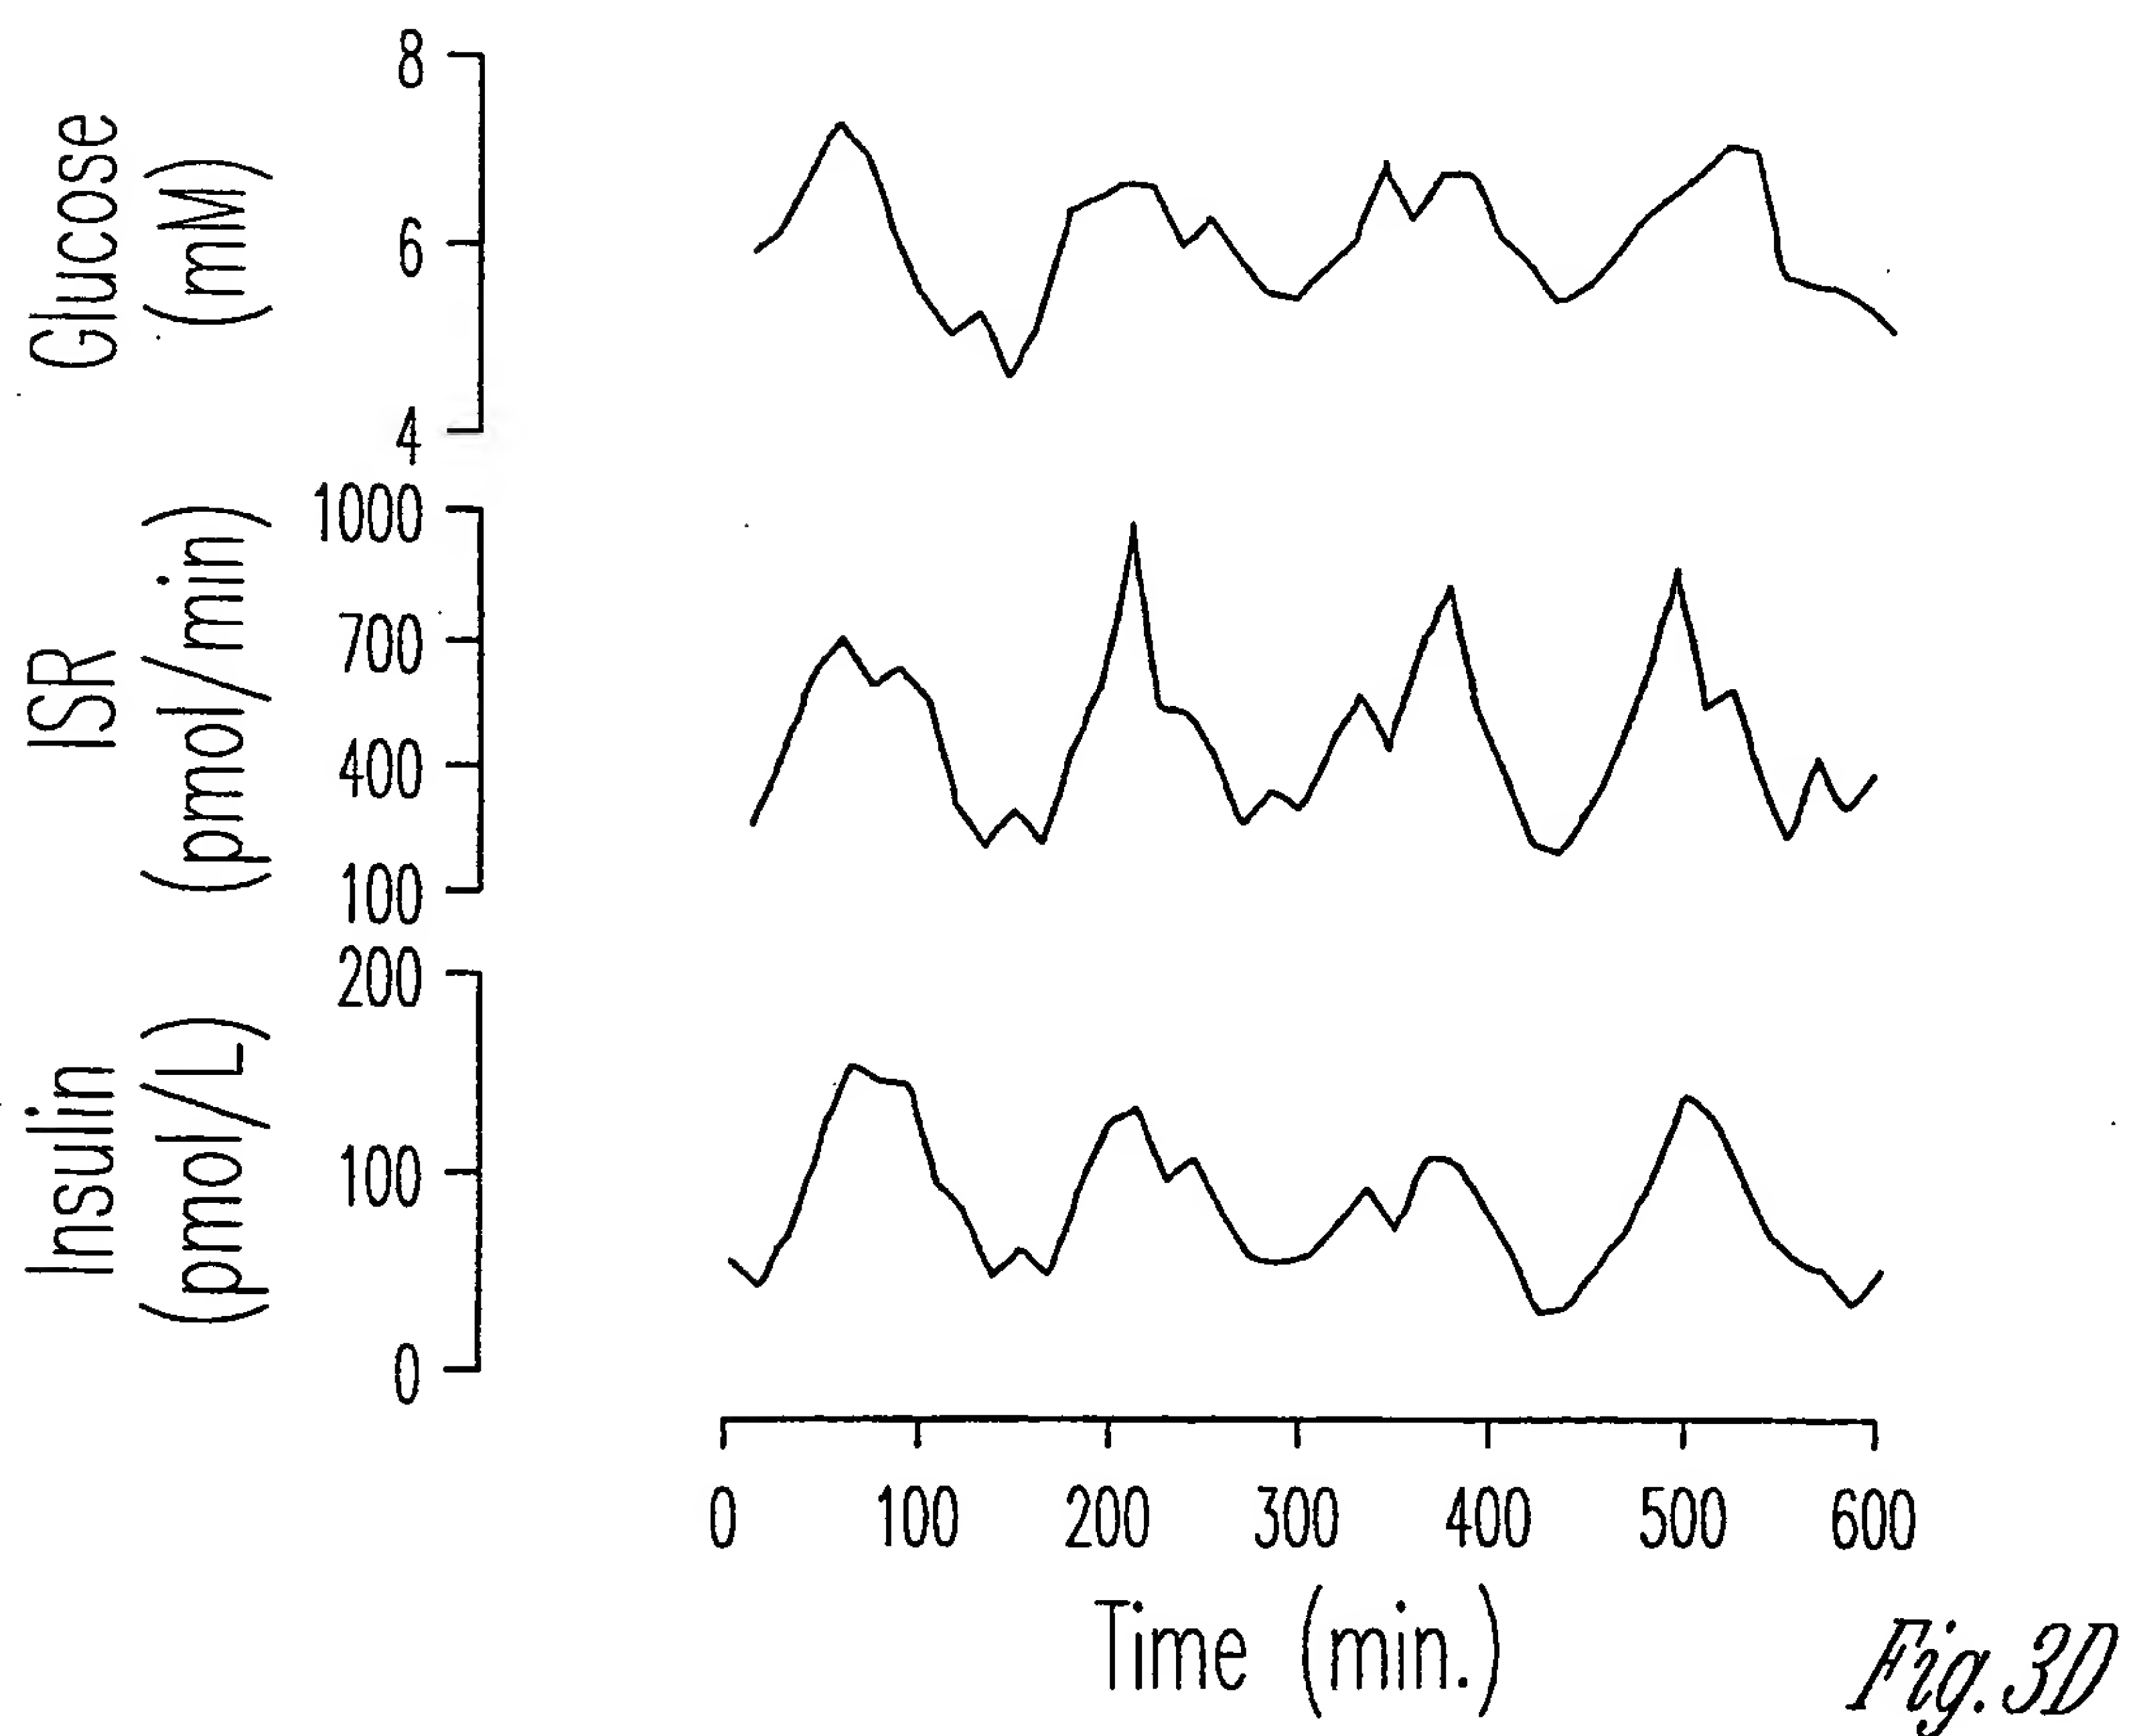 Glucose
(mM)
8
6
4
ISR
(pmol/min)
1000
700
400
100
Insulin
(pmol/L)
200
100
0
0 100 200 300 400 500 600
Time (min.)
Fig. 3D